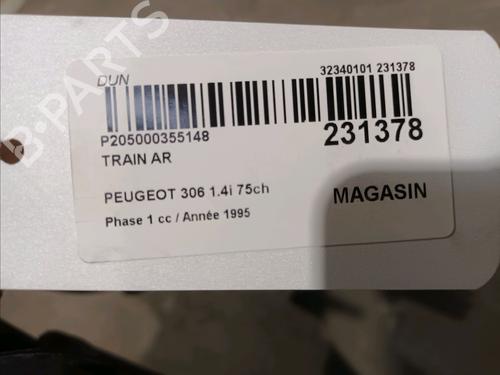 DUN
32340101 231378
P205000355148
231378
TRAIN AR
PEUGEOT 306 1.4i 75ch
MAGASIN
Phase 1 cc / Année 1995
B-PARTS